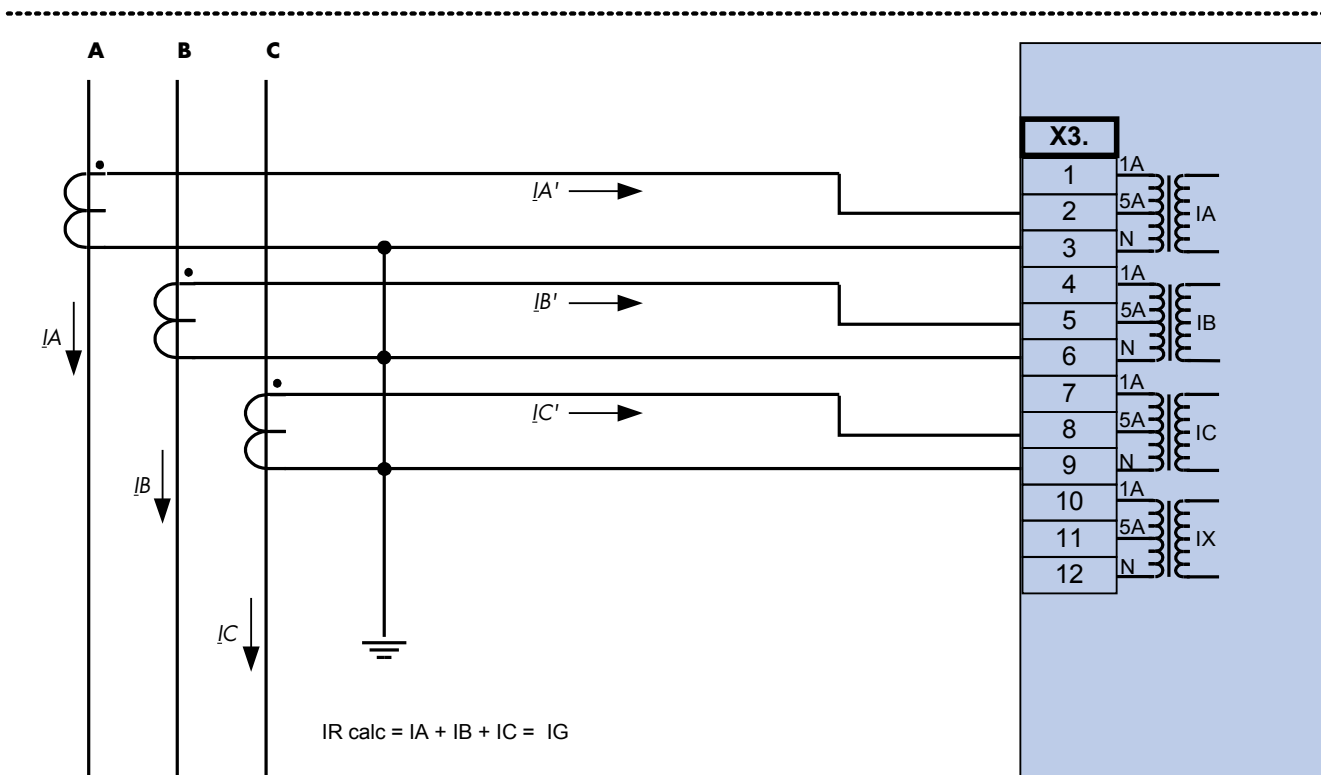 A B C
X3.
1 1A
IA' 2 5A IA
3 N
4 1A
IB' 5 5A IB
IA 6 N
7 1A
IC' 8 5A IC
9 N
IB 10 1A
11 5A IX
12 N
IC
IR calc = IA + IB + IC = IG